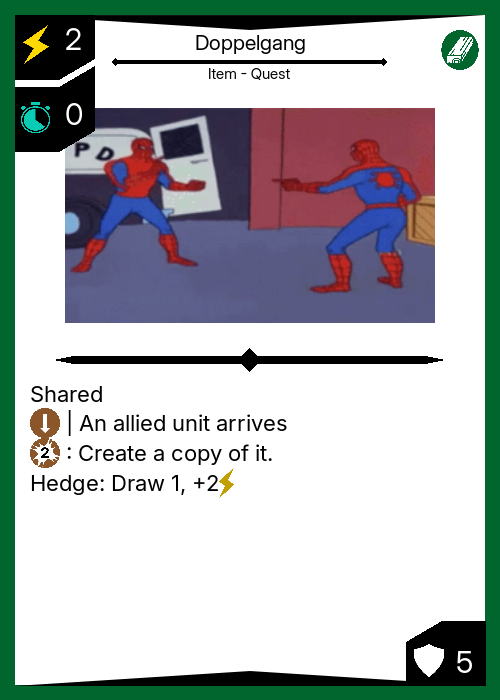 2
Doppelgang
Item - Quest
0
P D
Shared
| An allied unit arrives
2 : Create a copy of it.
Hedge: Draw 1, +2
5